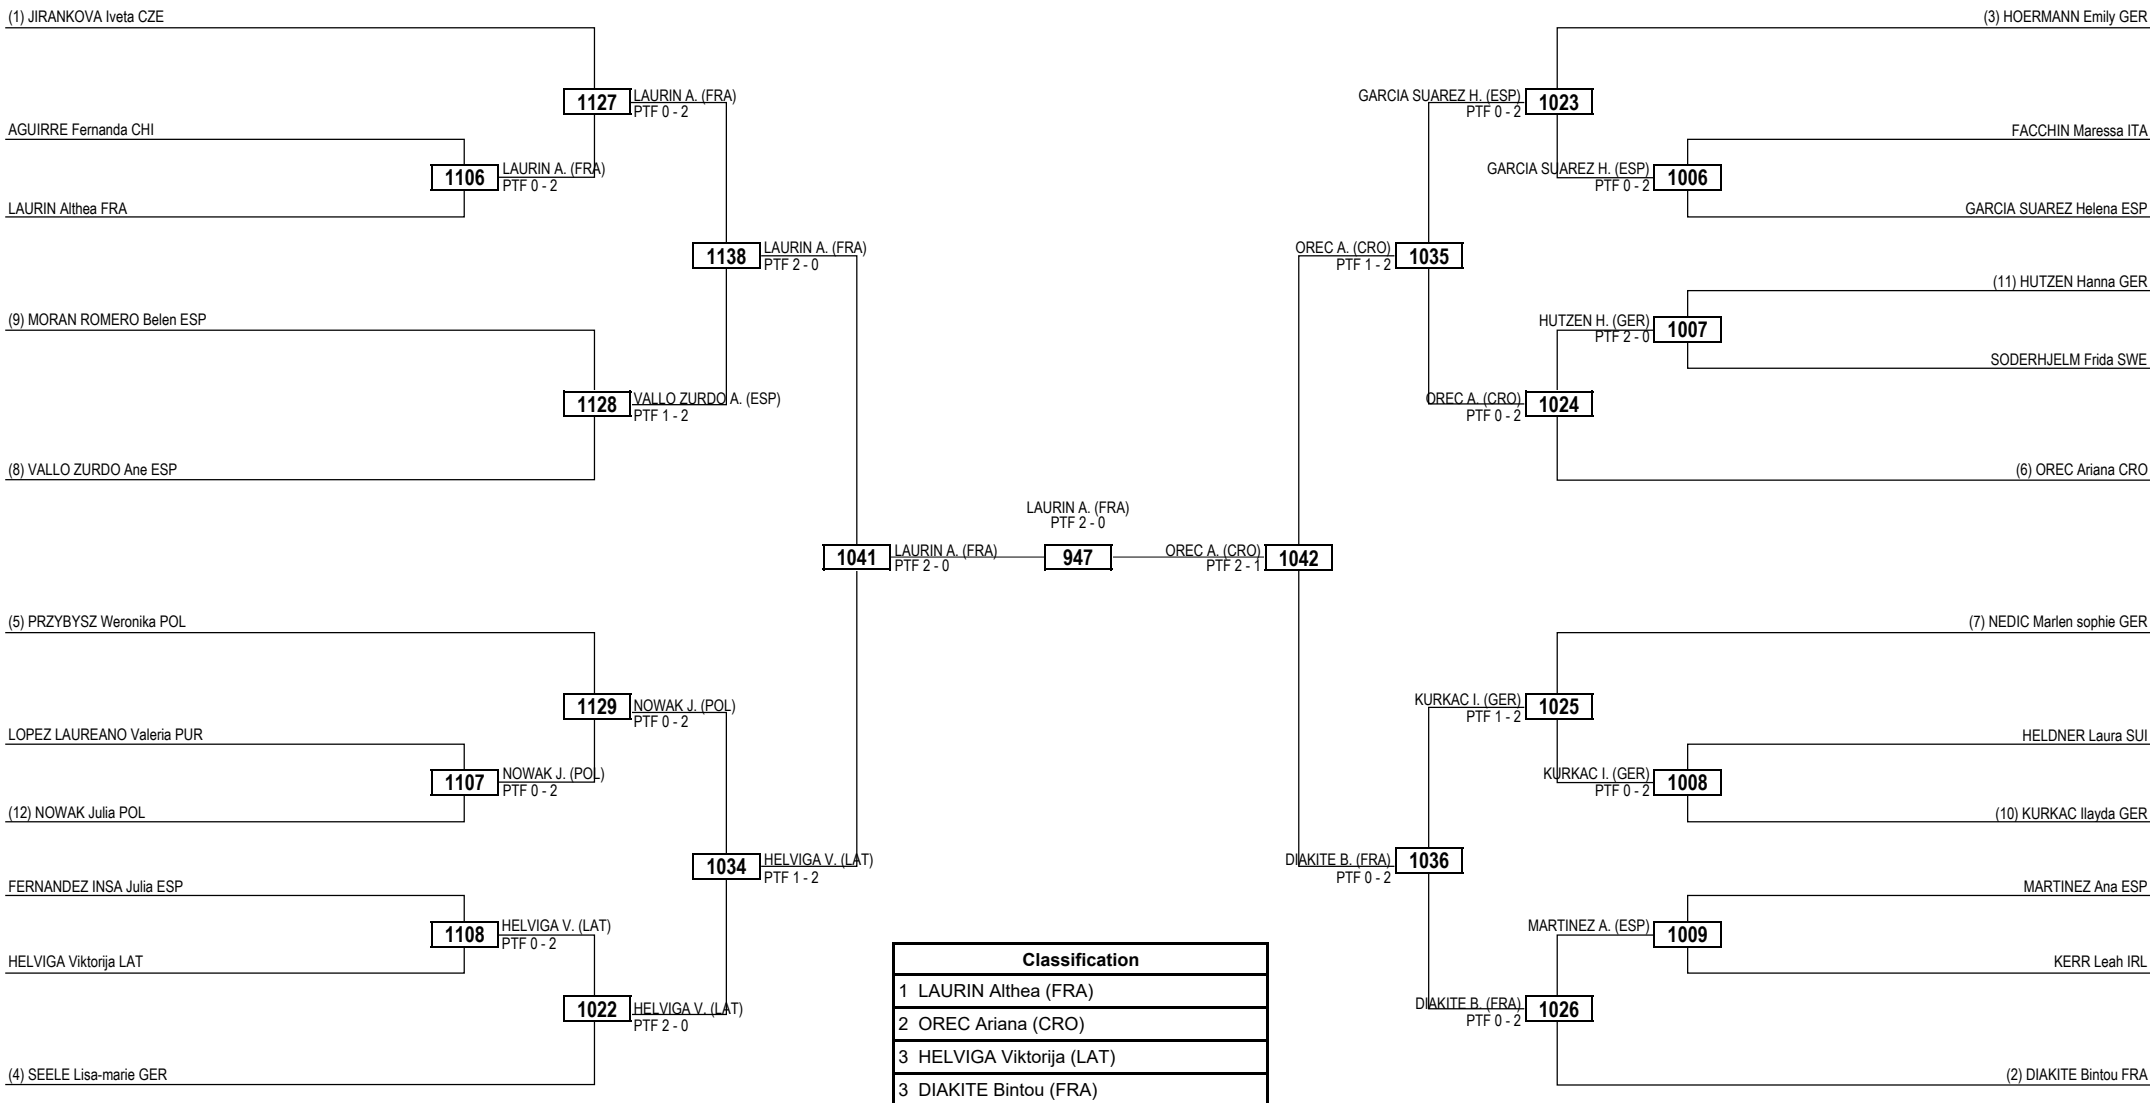 (1) JIRANKOVA Iveta CZE
AGUIRRE Fernanda CHI
LAURIN Althea FRA
(9) MORAN ROMERO Belen ESP
(8) VALLO ZURDO Ane ESP
(5) PRZYBYSZ Weronika POL
LOPEZ LAUREANO Valeria PUR
(12) NOWAK Julia POL
FERNANDEZ INSA Julia ESP
HELVIGA Viktorija LAT
(4) SEELE Lisa-marie GER
1106
LAURIN A. (FRA)
PTF 0 - 2
1107
NOWAK J. (POL)
PTF 0 - 2
1108
HELVIGA V. (LAT)
PTF 0 - 2
1127
LAURIN A. (FRA)
PTF 0 - 2
1128
VALLO ZURDO A. (ESP)
PTF 1 - 2
1129
NOWAK J. (POL)
PTF 0 - 2
1022
HELVIGA V. (LAT)
PTF 2 - 0
1138
LAURIN A. (FRA)
PTF 2 - 0
1034
HELVIGA V. (LAT)
PTF 1 - 2
1041
LAURIN A. (FRA)
PTF 2 - 0
LAURIN A. (FRA)
PTF 2 - 0
947
OREC A. (CRO)
PTF 2 - 1
1042
OREC A. (CRO)
PTF 1 - 2
1035
DIAKITE B. (FRA)
PTF 0 - 2
1036
GARCIA SUAREZ H. (ESP)
PTF 0 - 2
1023
OREC A. (CRO)
PTF 0 - 2
1024
KURKAC I. (GER)
PTF 1 - 2
1025
DIAKITE B. (FRA)
PTF 0 - 2
1026
GARCIA SUAREZ H. (ESP)
PTF 0 - 2
1006
HUTZEN H. (GER)
PTF 2 - 0
1007
KURKAC I. (GER)
PTF 0 - 2
1008
MARTINEZ A. (ESP)
1009
(3) HOERMANN Emily GER
FACCHIN Maressa ITA
GARCIA SUAREZ Helena ESP
(11) HUTZEN Hanna GER
SODERHJELM Frida SWE
(6) OREC Ariana CRO
(7) NEDIC Marlen sophie GER
HELDNER Laura SUI
(10) KURKAC Ilayda GER
MARTINEZ Ana ESP
KERR Leah IRL
(2) DIAKITE Bintou FRA
Classification
1 LAURIN Althea (FRA)
2 OREC Ariana (CRO)
3 HELVIGA Viktorija (LAT)
3 DIAKITE Bintou (FRA)